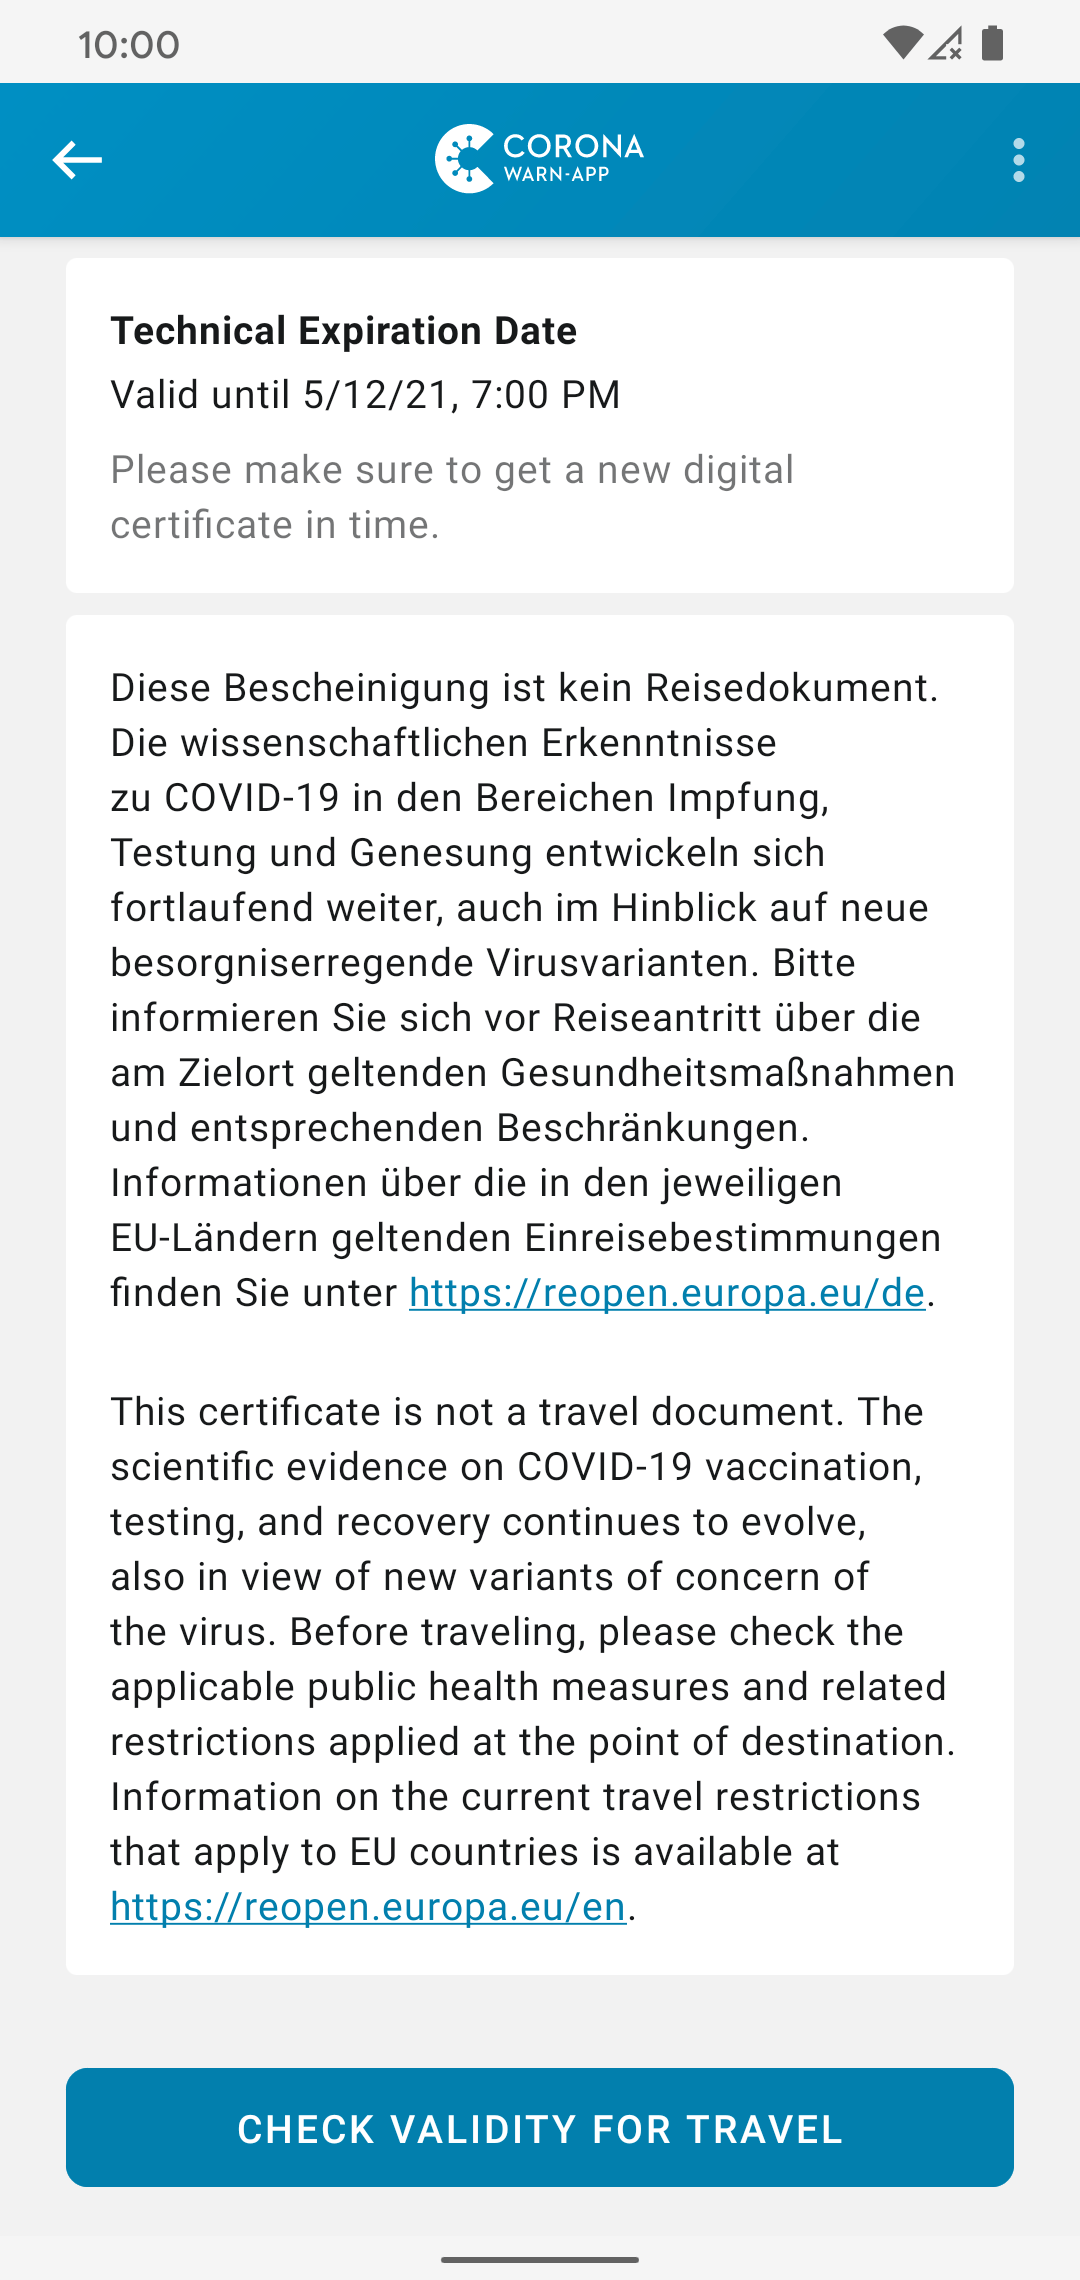 10:00
CORONA
WARN-APP
Technical Expiration Date
Valid until 5/12/21, 7:00 PM
Please make sure to get a new digital
certificate in time.
Diese Bescheinigung ist kein Reisedokument.
Die wissenschaftlichen Erkenntnisse
zu COVID-19 in den Bereichen Impfung,
Testung und Genesung entwickeln sich
fortlaufend weiter, auch im Hinblick auf neue
besorgniserregende Virusvarianten. Bitte
informieren Sie sich vor Reiseantritt über die
am Zielort geltenden Gesundheitsmaßnahmen
und entsprechenden Beschränkungen.
Informationen über die in den jeweiligen
EU-Ländern geltenden Einreisebestimmungen
finden Sie unter https://reopen.europa.eu/de.
This certificate is not a travel document. The
scientific evidence on COVID-19 vaccination,
testing, and recovery continues to evolve,
also in view of new variants of concern of
the virus. Before traveling, please check the
applicable public health measures and related
restrictions applied at the point of destination.
Information on the current travel restrictions
that apply to EU countries is available at
https://reopen.europa.eu/en.
CHECK VALIDITY FOR TRAVEL